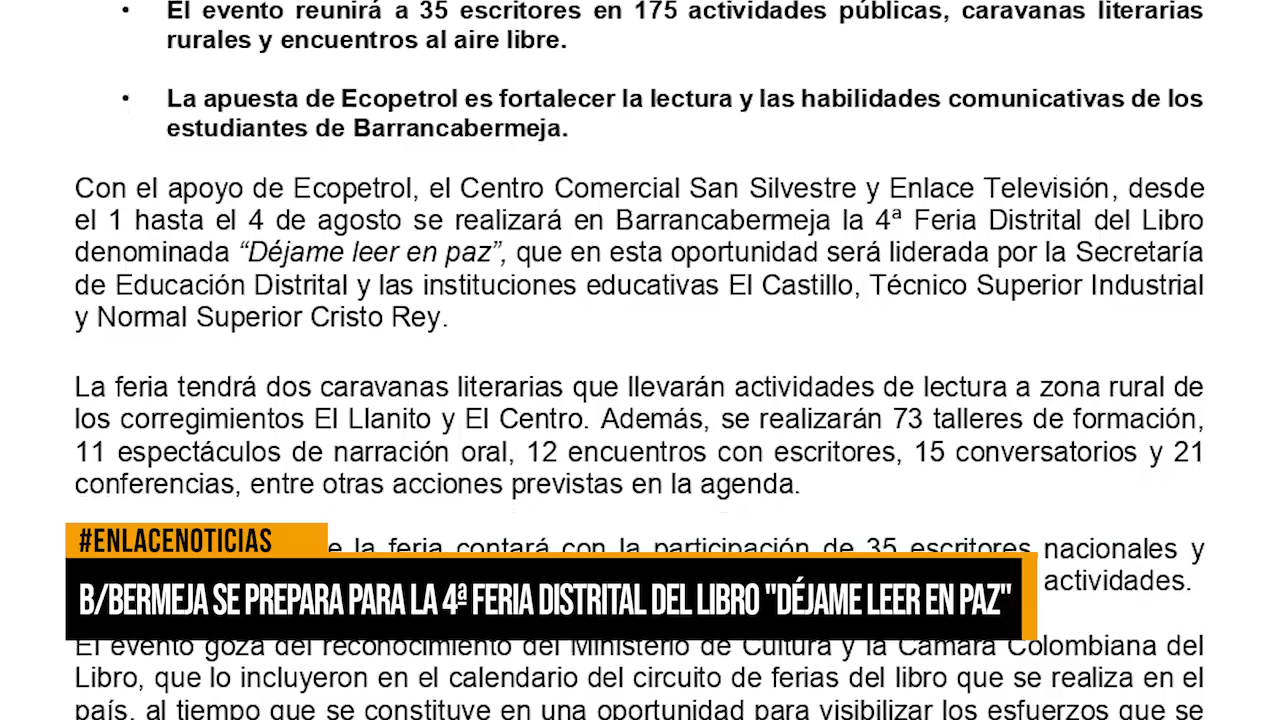 • El evento reunirá a 35 escritores en 175 actividades públicas, caravanas literarias
rurales y encuentros al aire libre.
• La apuesta de Ecopetrol es fortalecer la lectura y las habilidades comunicativas de los
estudiantes de Barrancabermeja.
Con el apoyo de Ecopetrol, el Centro Comercial San Silvestre y Enlace Televisión, desde
el 1 hasta el 4 de agosto se realizará en Barrancabermeja la 4ª Feria Distrital del Libro
denominada “Déjame leer en paz”, que en esta oportunidad será liderada por la Secretaría
de Educación Distrital y las instituciones educativas El Castillo, Técnico Superior Industrial
y Normal Superior Cristo Rey.
La feria tendrá dos caravanas literarias que llevarán actividades de lectura a zona rural de
los corregimientos El Llanito y El Centro. Además, se realizarán 73 talleres de formación,
11 espectáculos de narración oral, 12 encuentros con escritores, 15 conversatorios y 21
conferencias, entre otras acciones previstas en la agenda.
#ENLACENOTICIAS
la feria contará con la participación de 35 escritores nacionales y
actividades.
B/BERMEJA SE PREPARA PARA LA 4ª FERIA DISTRITAL DEL LIBRO "DÉJAME LEER EN PAZ"
El evento goza del reconocimiento del Ministerio de Cultura y la Cámara Colombiana del
Libro, que lo incluyeron en el calendario del circuito de ferias del libro que se realiza en el
país, al tiempo que se constituye en una oportunidad para visibilizar los esfuerzos que se